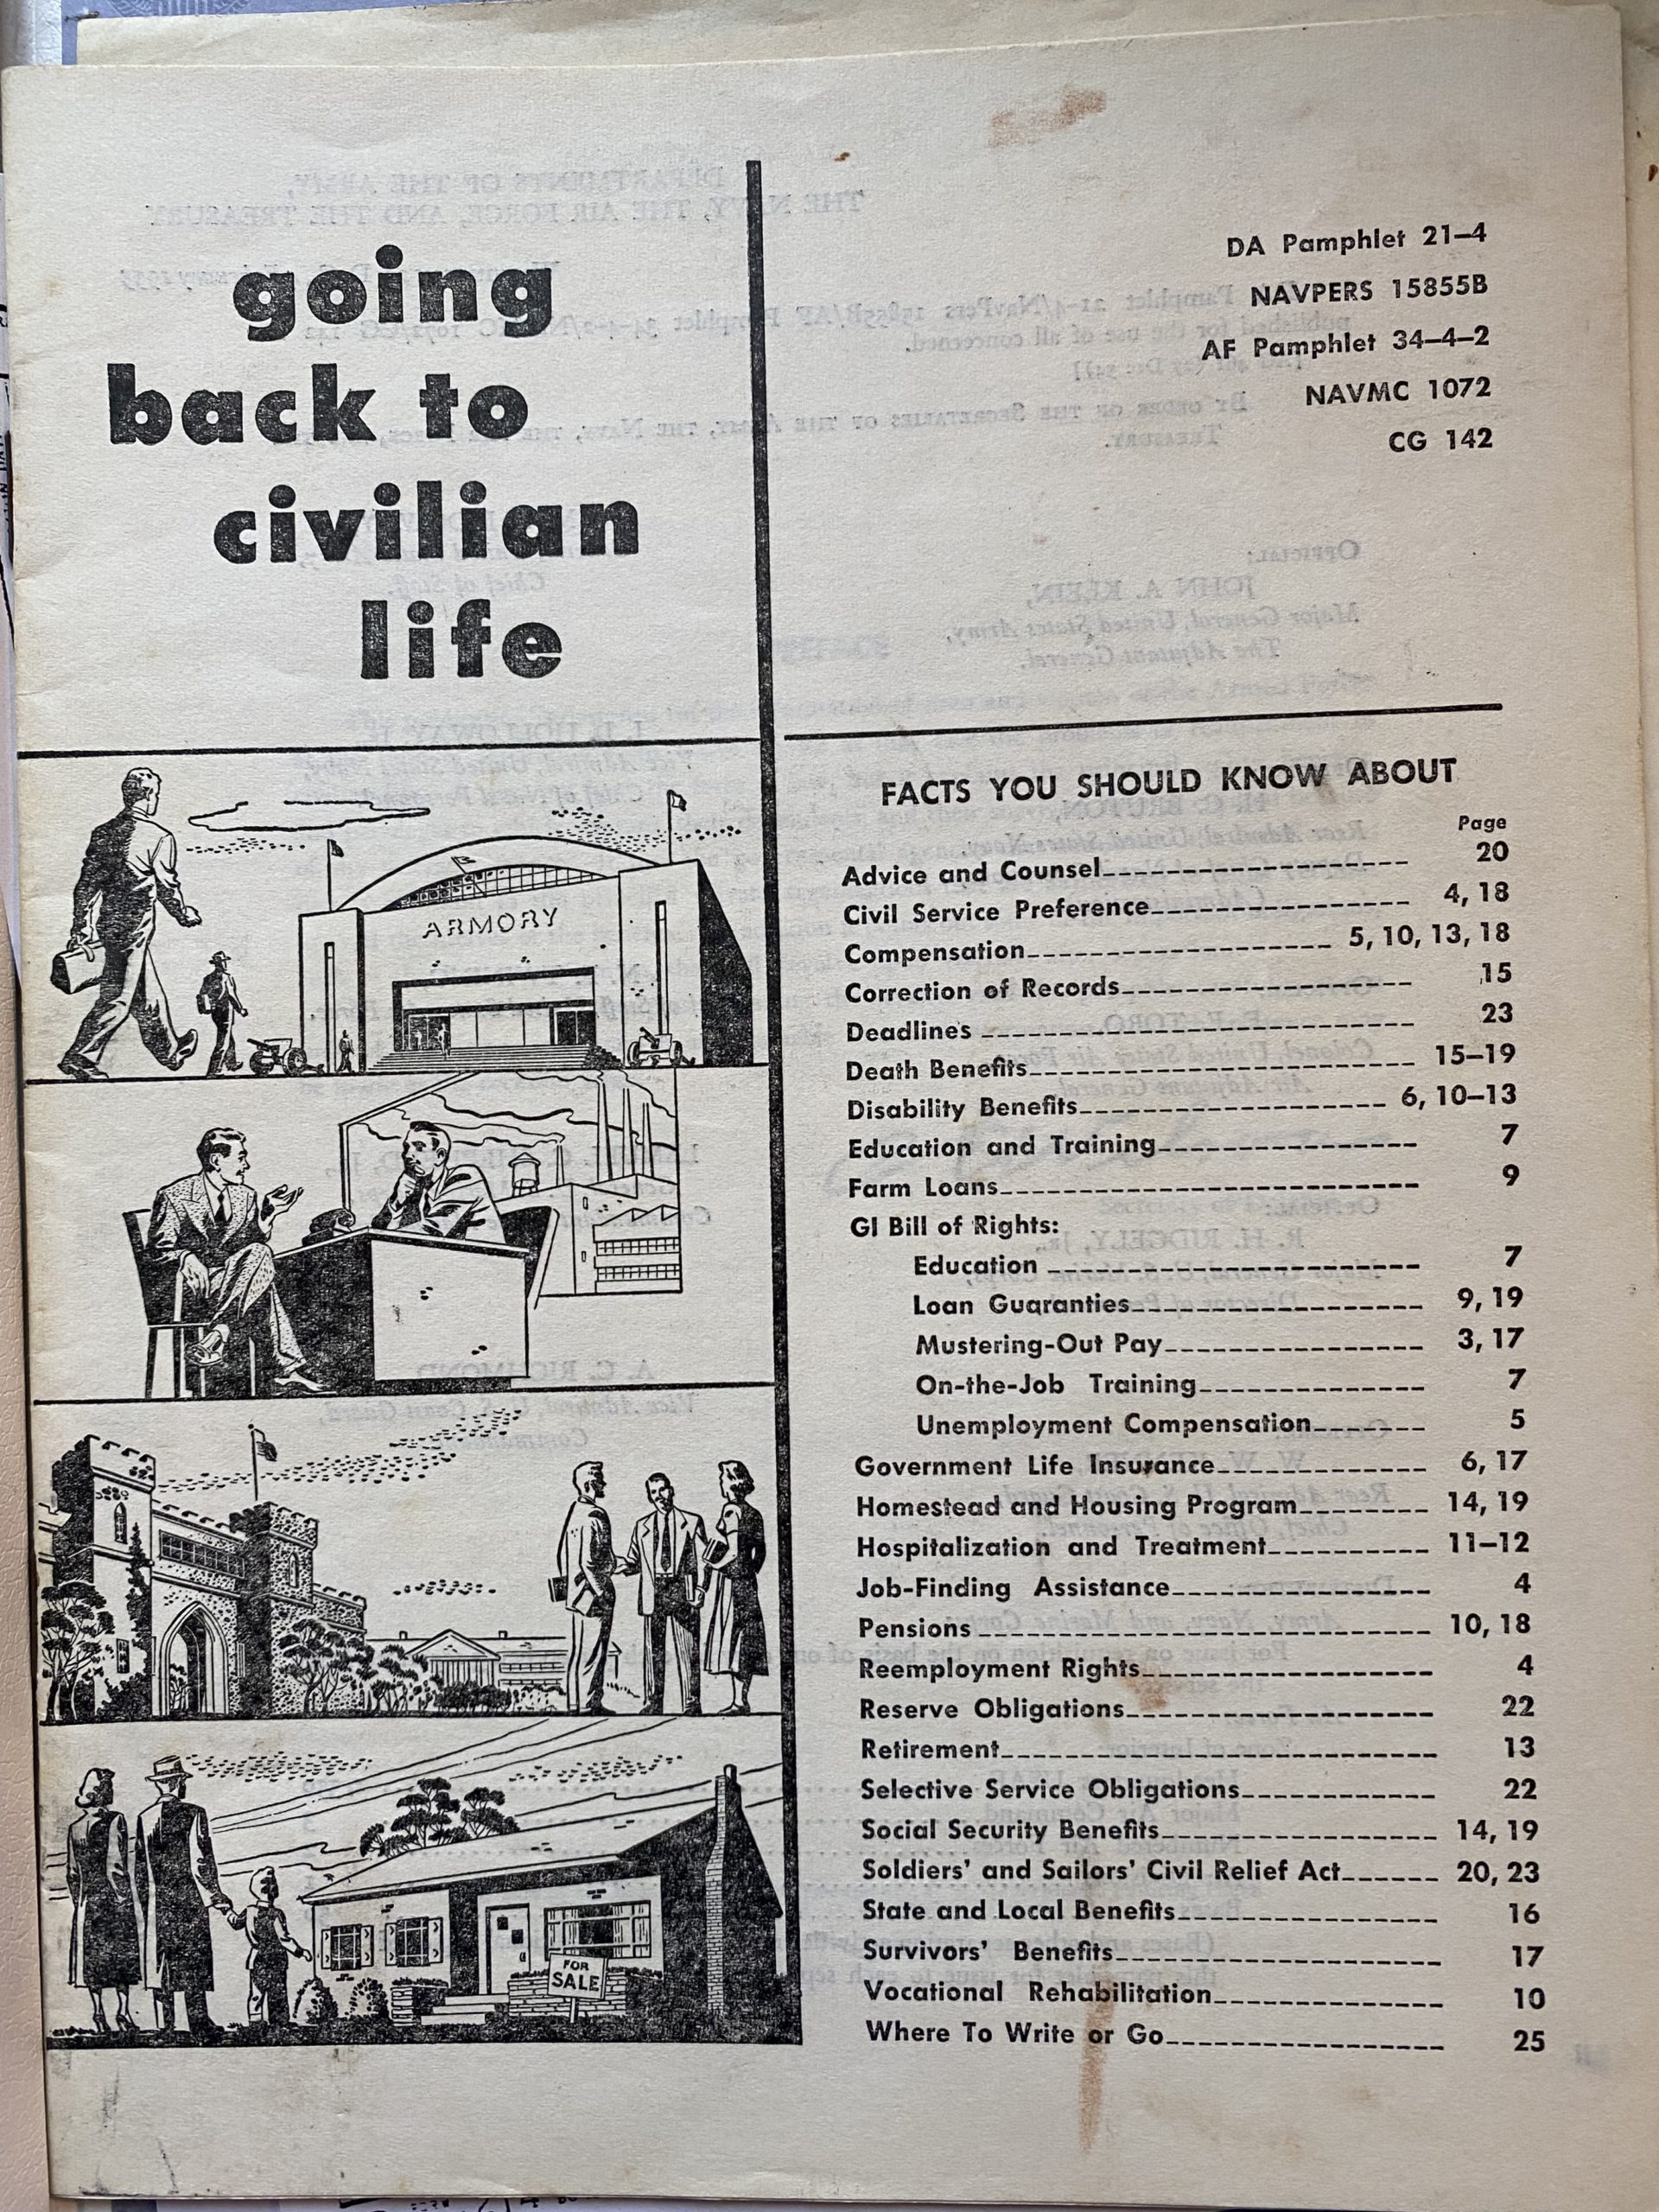 going
back to
civilian
life
DA Pamphlet 21–4
NAVPERS 15855B
AF Pamphlet 34–4–2
NAVMC 1072
CG 142
ARMORY
FOR
SALE
FACTS YOU SHOULD KNOW ABOUT
Page
Advice and Counsel 20
Civil Service Preference 4, 18
Compensation 5, 10, 13, 18
Correction of Records 15
Deadlines 23
Death Benefits 15–19
Disability Benefits 6, 10–13
Education and Training 7
Farm Loans 9
GI Bill of Rights:
Education 7
Loan Guaranties 9, 19
Mustering-Out Pay 3, 17
On-the-Job Training 7
Unemployment Compensation 5
Government Life Insurance 6, 17
Homestead and Housing Program 14, 19
Hospitalization and Treatment 11–12
Job-Finding Assistance 4
Pensions 10, 18
Reemployment Rights 4
Reserve Obligations 22
Retirement 13
Selective Service Obligations 22
Social Security Benefits 14, 19
Soldiers' and Sailors' Civil Relief Act 20, 23
State and Local Benefits 16
Survivors' Benefits 17
Vocational Rehabilitation 10
Where To Write or Go 25